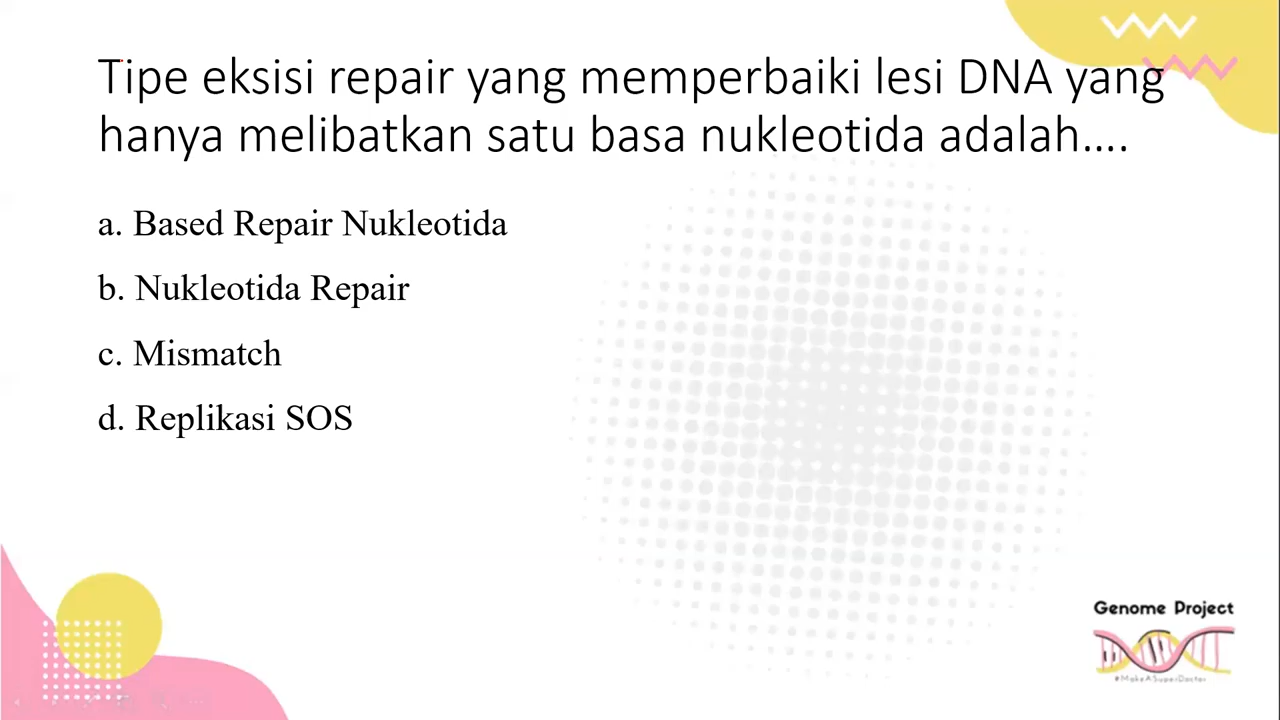 Tipe eksisi repair yang memperbaiki lesi DNA yang
hanya melibatkan satu basa nukleotida adalah....
a. Based Repair Nukleotida
b. Nukleotida Repair
c. Mismatch
d. Replikasi SOS
Genome Project
#MakeASuperDoctor